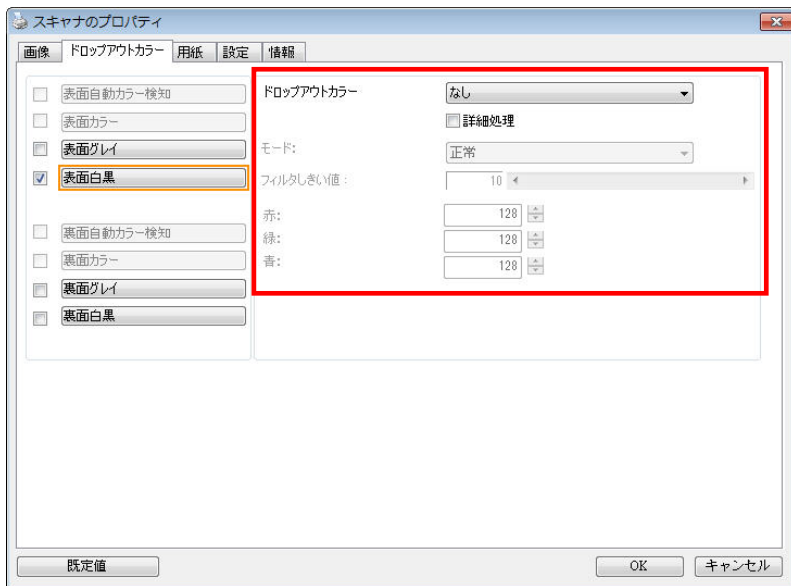 スキャナのプロパティ
画像 ドロップアウトカラー 用紙 設定 情報
表面自動カラー検知
表面カラー
表面グレイ
表面白黒
裏面自動カラー検知
裏面カラー
裏面グレイ
裏面白黒
ドロップアウトカラー なし
詳細処理
モード: 正常
フィルタしきい値: 10
赤: 128
緑: 128
青: 128
既定値 OK キャンセル